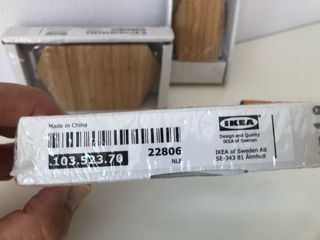 Made in China
103.523.70
22806
NLF
IKEA
Design and Quality
IKEA of Sweden
IKEA of Sweden AB
SE-343 81 Älmhult